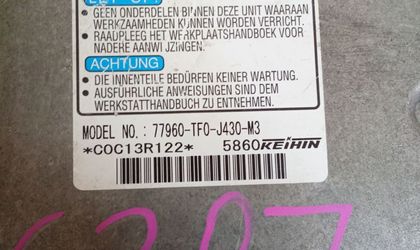 LET OP!
• GEEN ONDERDELEN BINNEN DEZE UNIT WAARAAN
WERKZAAMHEDEN KUNNEN WORDEN VERRICHT.
• RAADPLEEG HET WERKPLAATSHANDBOEK VOOR
NADERE AANWIJZINGEN.
ACHTUNG
• DIE INNENTEILE BEDÜRFEN KEINER WARTUNG.
• AUSFÜHRLICHE ANWEISUNGEN SIND DEM
WERKSTATTHANDBUCH ZU ENTNEHMEN.
MODEL NO.: 77960-TF0-J430-M3
*C0C13R122* 5860 KEIHIN